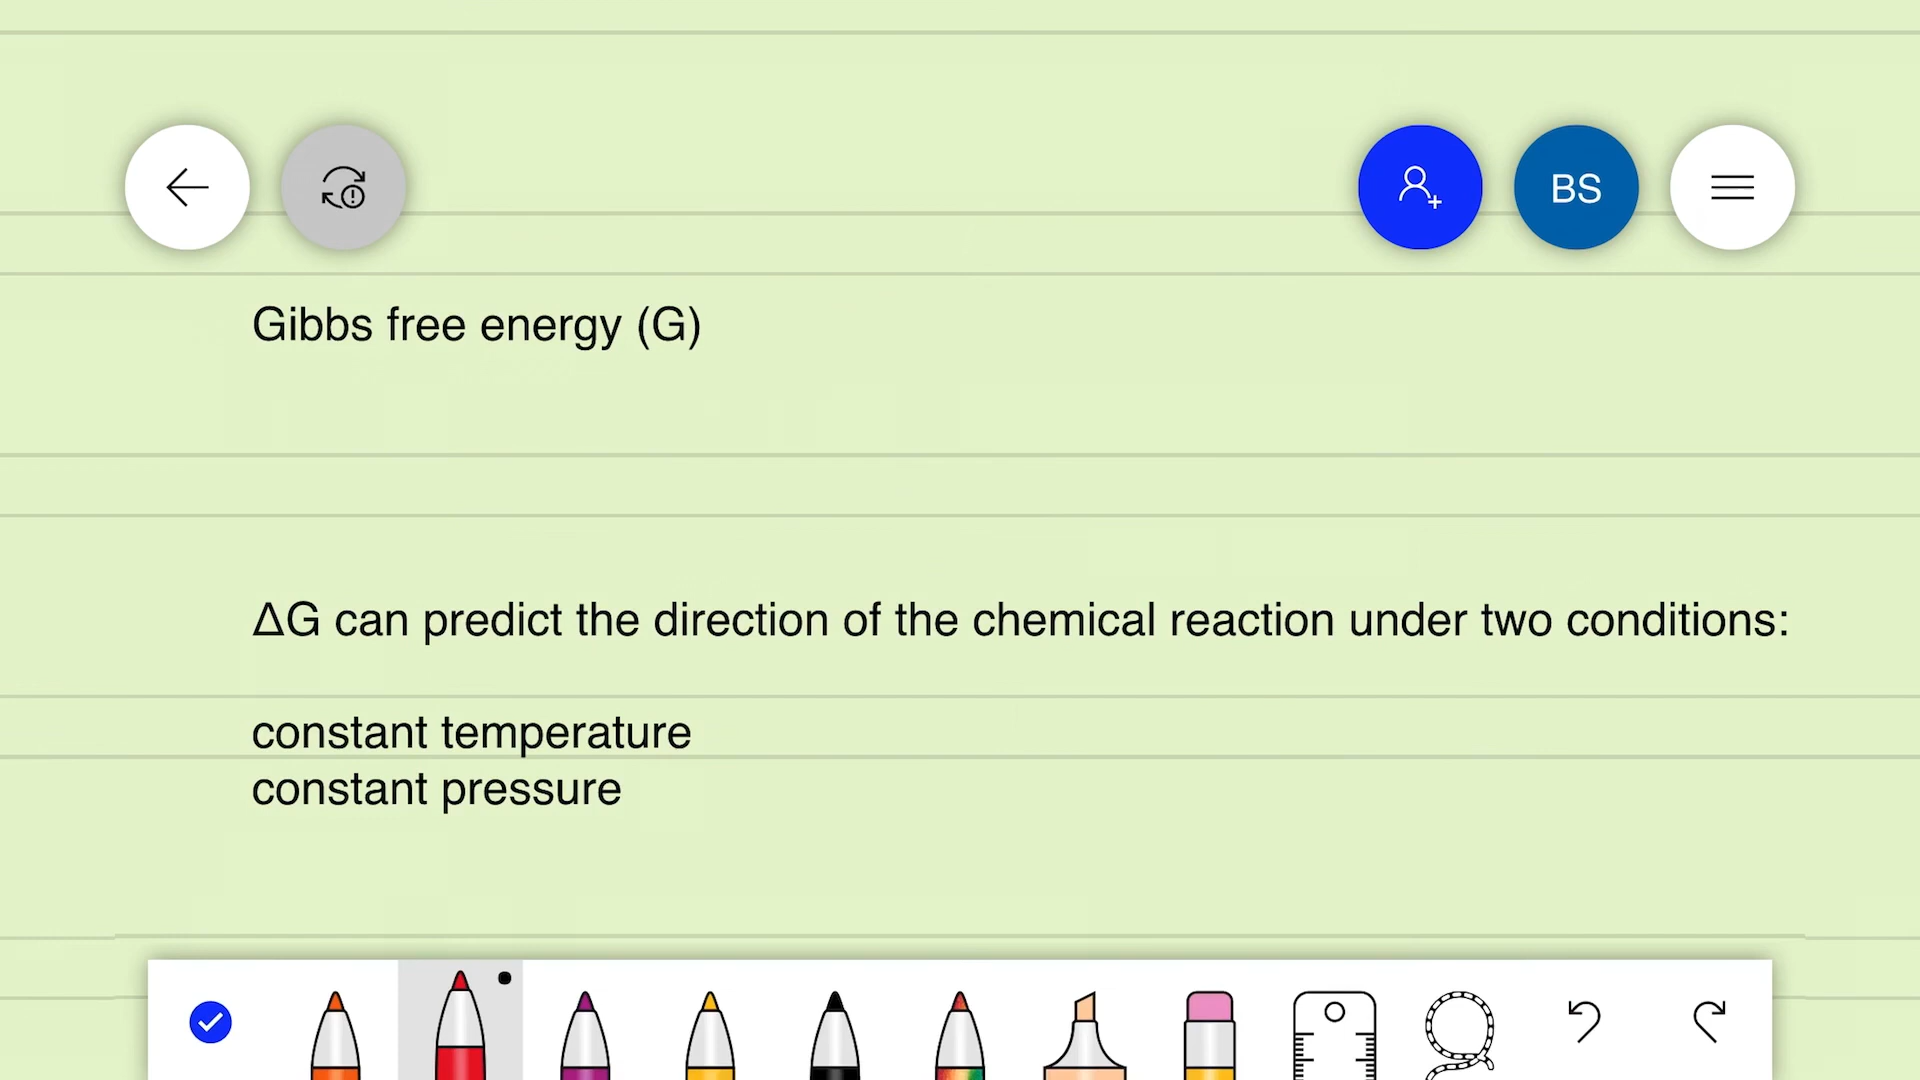 BS
Gibbs free energy (G)
ΔG can predict the direction of the chemical reaction under two conditions:
constant temperature
constant pressure